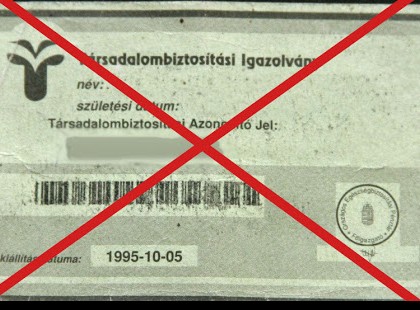 Társadalombiztosítási Igazolvány
név:
születési dátum:
Társadalombiztosítási Azonosító Jel:
kiállítás dátuma: 1995-10-05